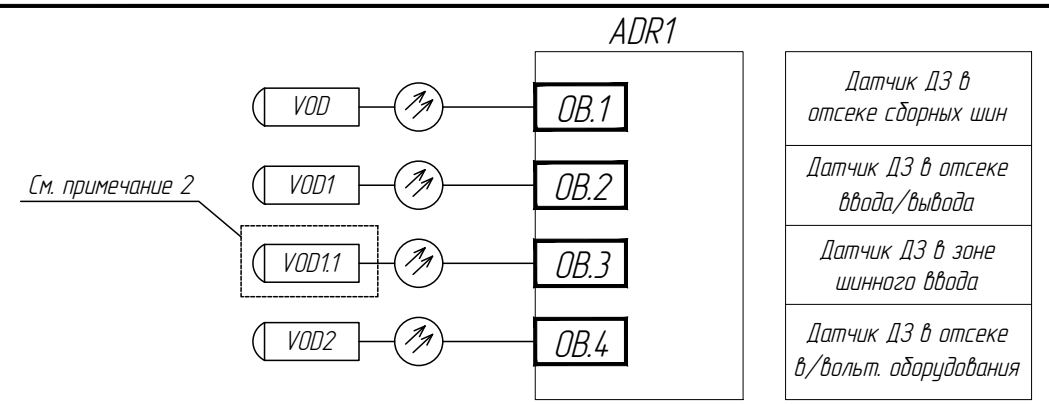 ADR1
VOD
OB.1
Датчик ДЗ в
отсеке сборных шин
VOD1
OB.2
Датчик ДЗ в отсеке
ввода/вывода
См. примечание 2
VOD1.1
OB.3
Датчик ДЗ в зоне
шинного ввода
VOD2
OB.4
Датчик ДЗ в отсеке
в/вольт. оборудования